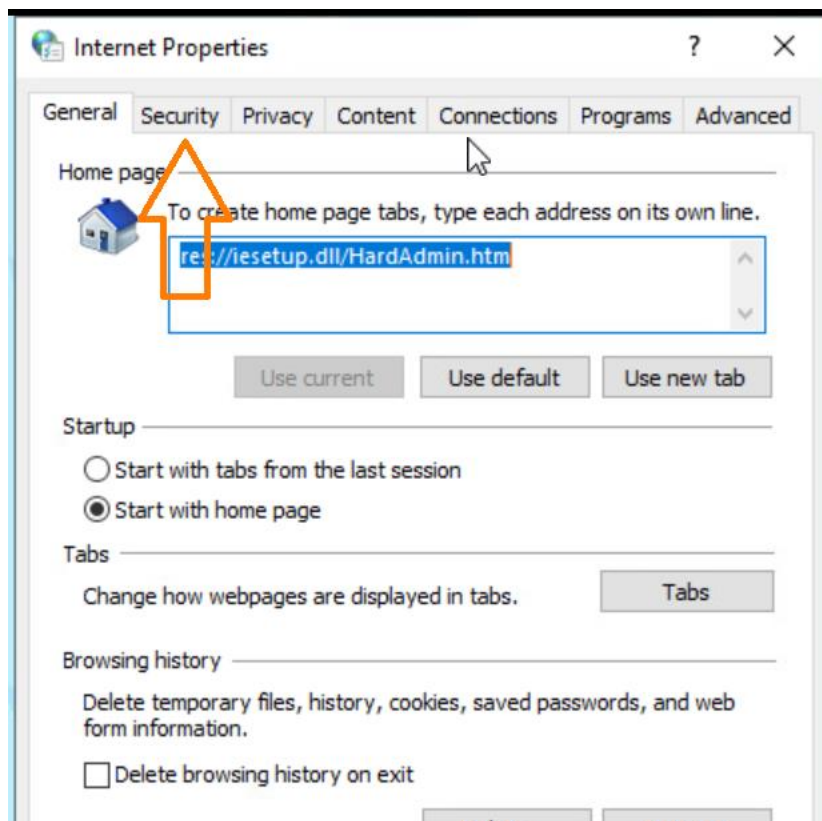 Internet Properties
?
General Security Privacy Content Connections Programs Advanced
Home page
To create home page tabs, type each address on its own line.
res://iesetup.dll/HardAdmin.htm
Use current Use default Use new tab
Startup
Start with tabs from the last session
Start with home page
Tabs
Change how webpages are displayed in tabs.
Tabs
Browsing history
Delete temporary files, history, cookies, saved passwords, and web
form information.
Delete browsing history on exit